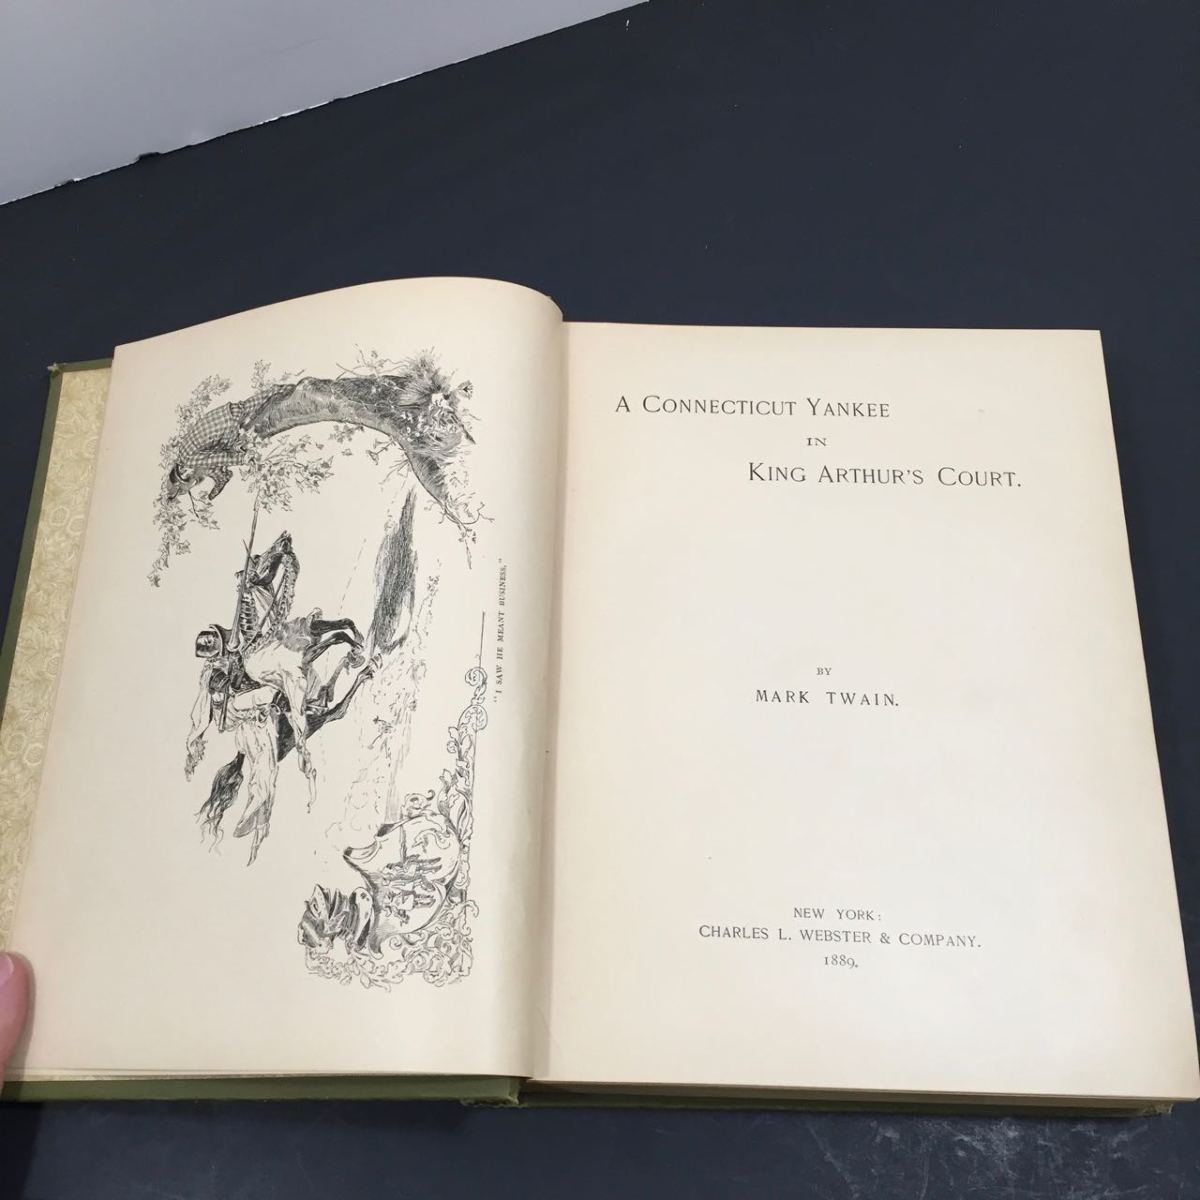 "I SAW HE MEANT BUSINESS."
A CONNECTICUT YANKEE
IN
KING ARTHUR'S COURT.
BY
MARK TWAIN.
NEW YORK:
CHARLES L. WEBSTER & COMPANY.
1889.